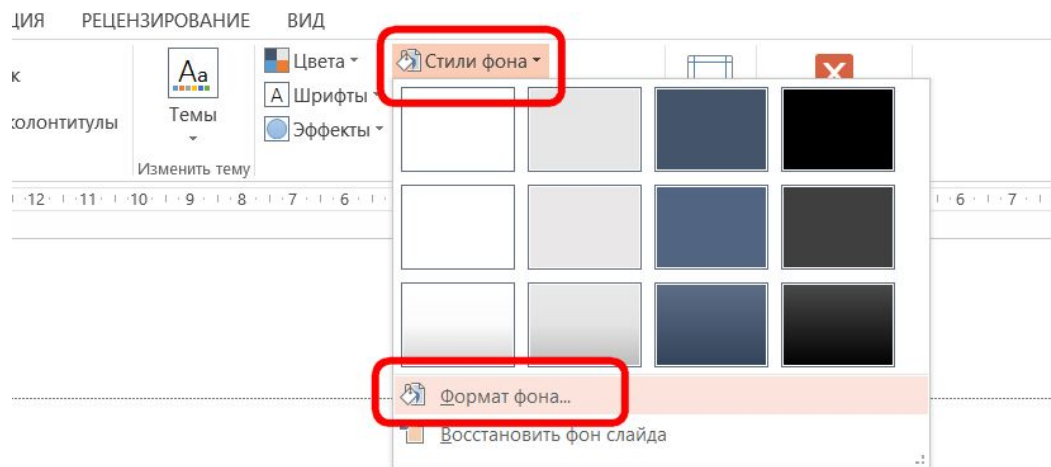 ЦИЯ РЕЦЕНЗИРОВАНИЕ ВИД
Aa
Темы
Изменить тему
Цвета
A Шрифты
Эффекты
Стили фона
X
к
колонтитулы
12 11 10 9 8 7 6 6 7
Формат фона...
Восстановить фон слайда